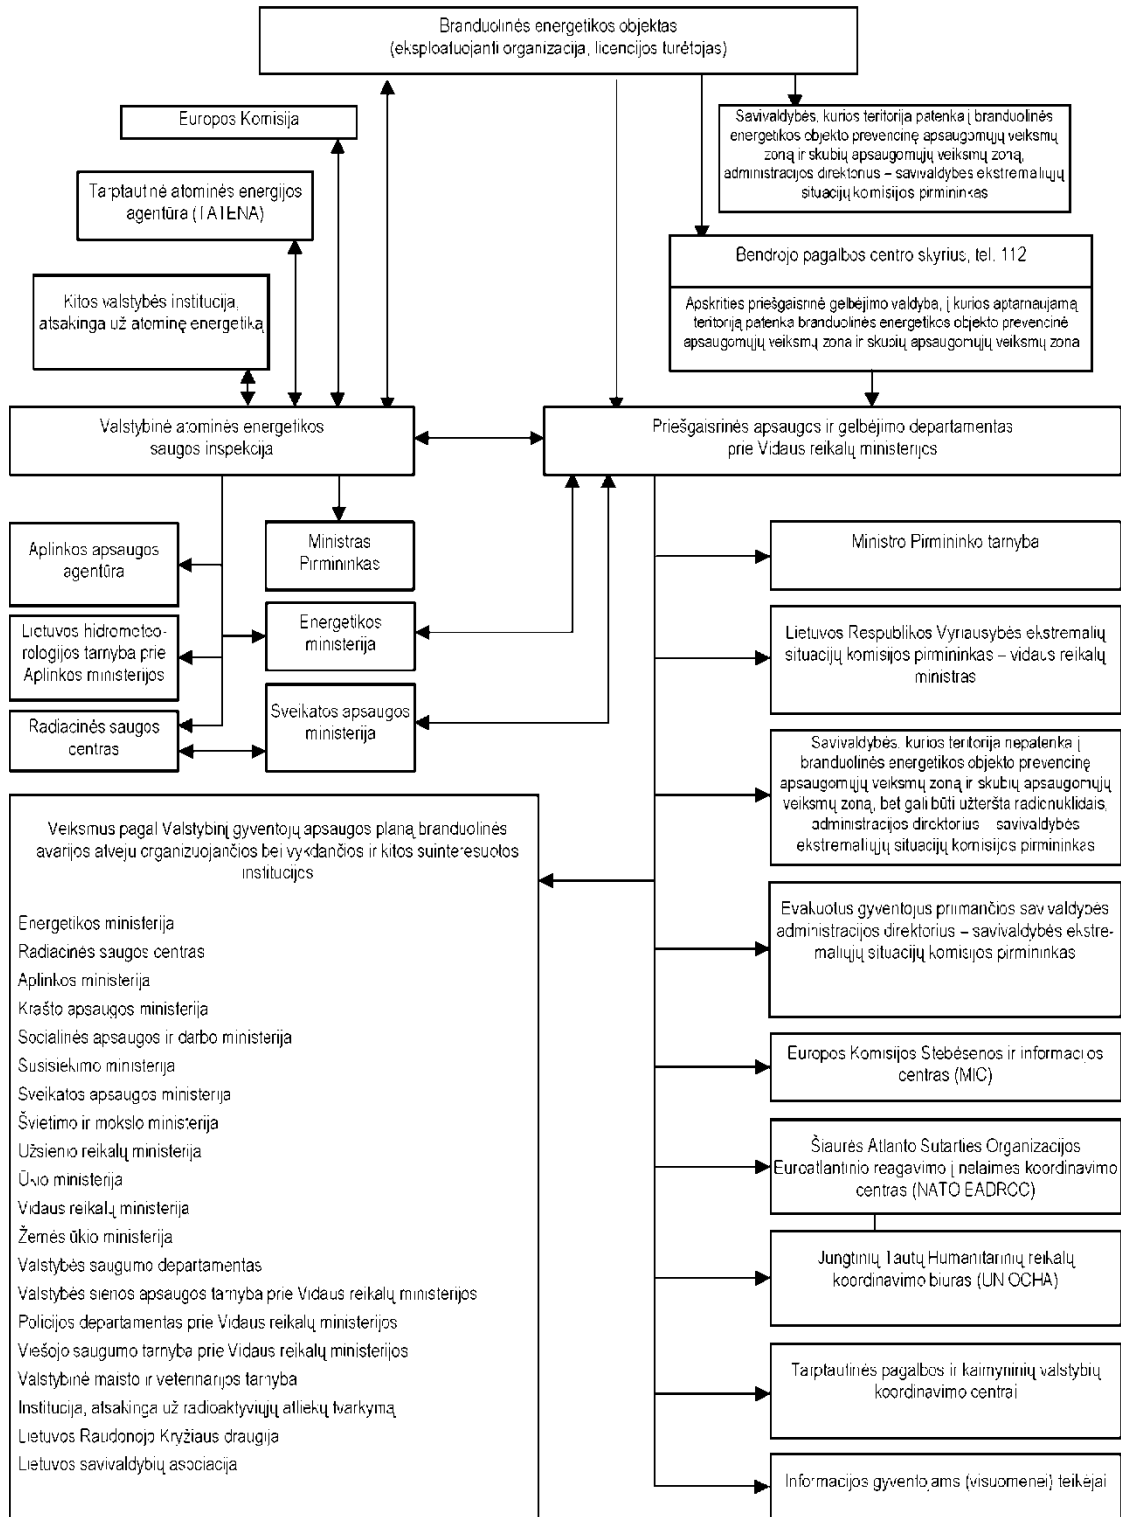 Branduolinės energetikos objektas
(eksploatuojanti organizacija, licencijos turėtojas)
Europos Komisija
Savivaldybės, kurios teritorija patenka į branduolinės
energetikos objekto prevencinę apsaugomųjų veiksmų
zoną ir skubių apsaugomųjų veiksmų zoną,
administracijos direktorius – savivaldybės ekstremaliųjų
situacijų komisijos pirmininkas
Tarptautinė atominės energijos
agentūra (TATENA)
Bendrojo pagalbos centro skyrius, tel. 112
Kitos valstybės institucija,
atsakinga už atominę energetiką
Apskrities priešgaisrinė gelbėjimo valdyba, į kurios aptarnaujamą
teritoriją patenka branduolinės energetikos objekto prevencinė
apsaugomųjų veiksmų zona ir skubių apsaugomųjų veiksmų zona
Valstybinė atominės energetikos
saugos inspekcija
Priešgaisrinės apsaugos ir gelbėjimo departamentas
prie Vidaus reikalų ministerijos
Aplinkos apsaugos
agentūra
Ministras
Pirmininkas
Ministro Pirmininko tarnyba
Lietuvos hidrometeo-
rologijos tarnyba prie
Aplinkos ministerijos
Energetikos
ministerija
Lietuvos Respublikos Vyriausybės ekstremalių
situacijų komisijos pirmininkas – vidaus reikalų
ministras
Radiacinės saugos
centras
Sveikatos apsaugos
ministerija
Savivaldybės, kurios teritorija nepatenka į
branduolinės energetikos objekto prevencinę
apsaugomųjų veiksmų zoną ir skubių apsaugomųjų
veiksmų zoną, bet gali būti užteršta radionuklidais,
administracijos direktorius – savivaldybės
ekstremaliųjų situacijų komisijos pirmininkas
Veiksmus pagal Valstybinį gyventojų apsaugos planą branduolinės
avarijos atveju organizuojančios bei vykdančios ir kitos suinteresuotos
institucijos
Energetikos ministerija
Radiacinės saugos centras
Aplinkos ministerija
Krašto apsaugos ministerija
Socialinės apsaugos ir darbo ministerija
Susisiekimo ministerija
Sveikatos apsaugos ministerija
Švietimo ir mokslo ministerija
Užsienio reikalų ministerija
Ūkio ministerija
Vidaus reikalų ministerija
Žemės ūkio ministerija
Valstybės saugumo departamentas
Valstybės sienos apsaugos tarnyba prie Vidaus reikalų ministerijos
Policijos departamentas prie Vidaus reikalų ministerijos
Viešojo saugumo tarnyba prie Vidaus reikalų ministerijos
Valstybinė maisto ir veterinarijos tarnyba
Institucija, atsakinga už radioaktyviųjų atliekų tvarkymą
Lietuvos Raudonojo Kryžiaus draugija
Lietuvos savivaldybių asociacija
Evakuotus gyventojus priimančios savivaldybės
administracijos direktorius – savivaldybės ekstre-
maliųjų situacijų komisijos pirmininkas
Europos Komisijos Stebėsenos ir informacijos
centras (MIC)
Šiaurės Atlanto Sutarties Organizacijos
Euroatlantinio reagavimo į nelaimes koordinavimo
centras (NATO EADRCC)
Jungtinių Tautų Humanitarinių reikalų
koordinavimo biuras (UN OCHA)
Tarptautinės pagalbos ir kaimyninių valstybių
koordinavimo centrai
Informacijos gyventojams (visuomenei) teikėjai